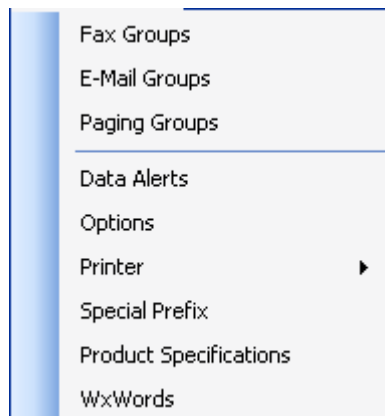 Fax Groups
E-Mail Groups
Paging Groups
Data Alerts
Options
Printer
Special Prefix
Product Specifications
WxWords